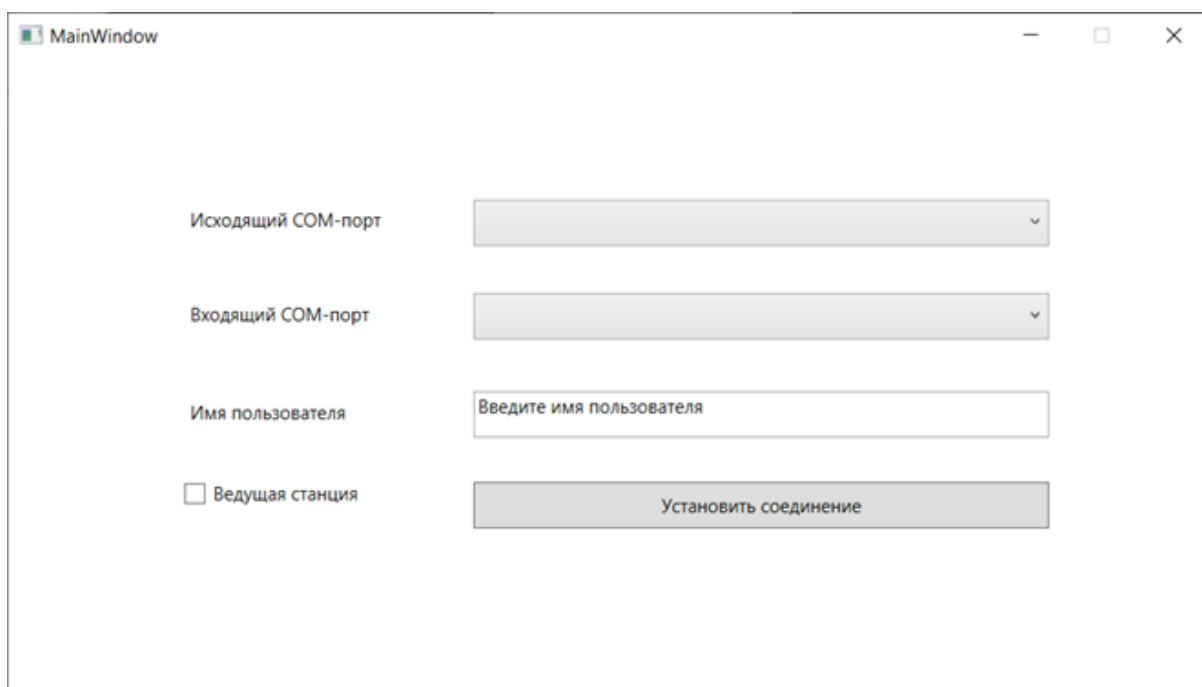 MainWindow
Исходящий COM-порт
Входящий COM-порт
Имя пользователя
Введите имя пользователя
Ведущая станция
Установить соединение